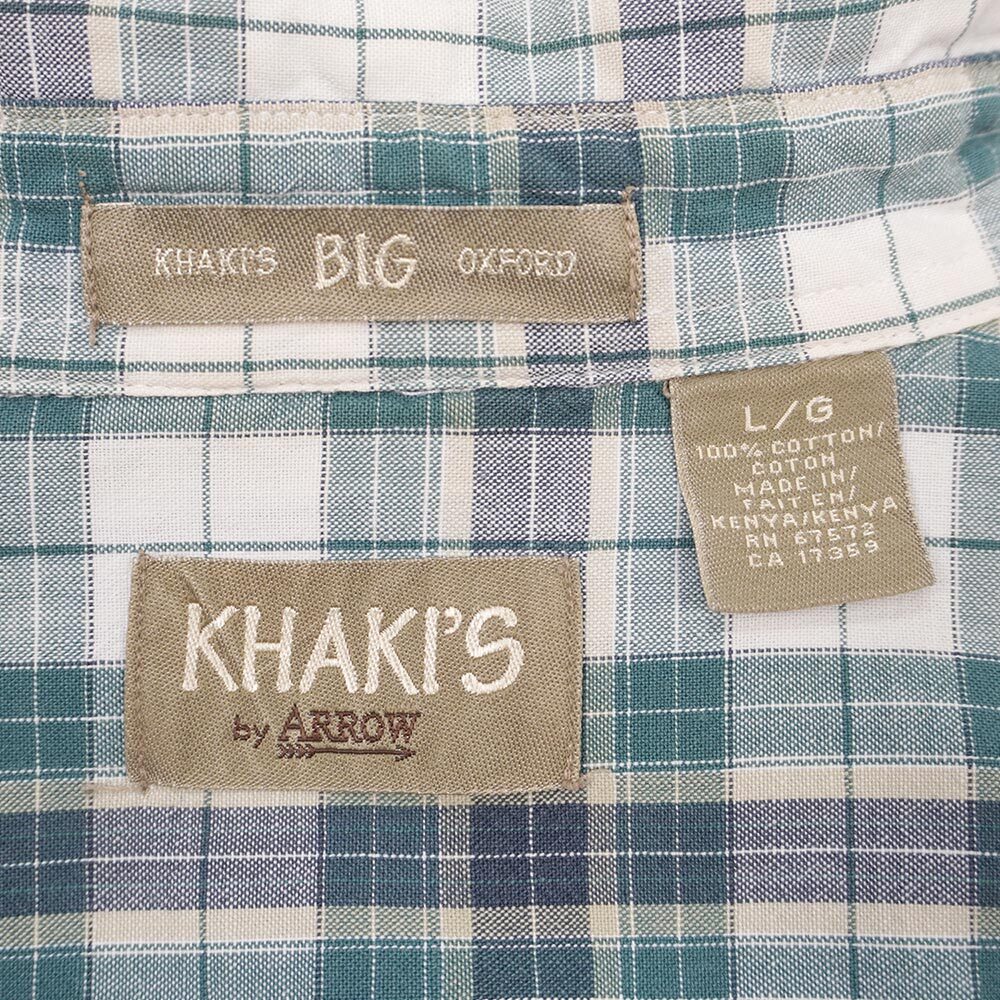 KHAKI'S BIG OXFORD
L/G
100% COTTON/
COTON
MADE IN/
FAIT EN/
KENYA/KENYA
RN 67572
CA 17359
KHAKI'S
by ARROW